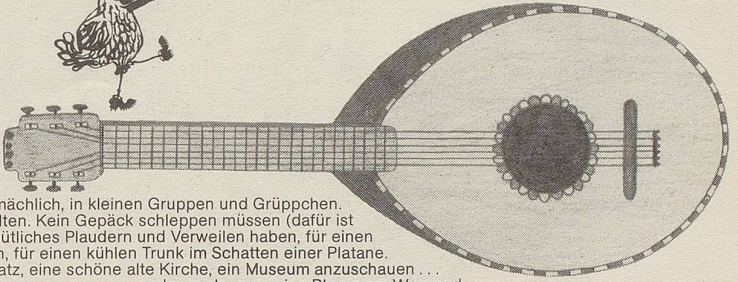 mächlich, in kleinen Gruppen und Grüppchen.
lten. Kein Gepäck schleppen müssen (dafür ist
ütliches Plaudern und Verweilen haben, für einen
n, für einen kühlen Trunk im Schatten einer Platane.
atz, eine schöne alte Kirche, ein Museum anzuschauen . . .